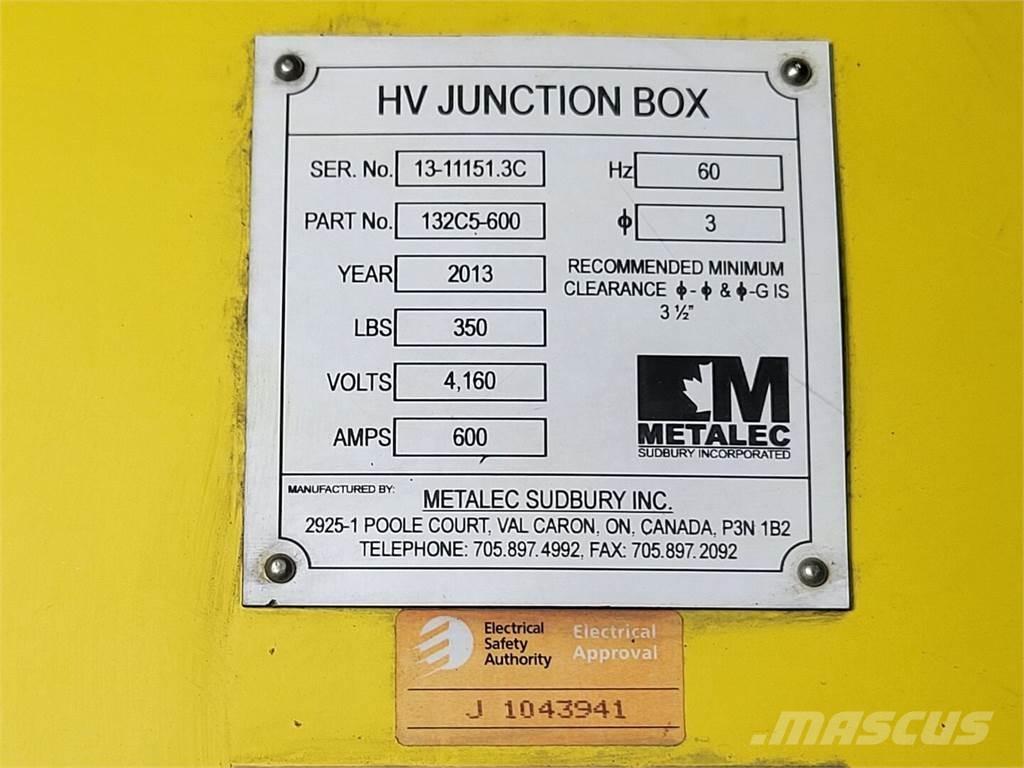 HV JUNCTION BOX
SER. No. 13-11151.3C
Hz 60
PART No. 132C5-600
ϕ 3
YEAR 2013
RECOMMENDED MINIMUM
CLEARANCE ϕ-ϕ & ϕ-G IS
3 ½"
LBS 350
VOLTS 4,160
AMPS 600
M
METALEC
SUDBURY INCORPORATED
MANUFACTURED BY: METALEC SUDBURY INC.
2925-1 POOLE COURT, VAL CARON, ON, CANADA, P3N 1B2
TELEPHONE: 705.897.4992, FAX: 705.897.2092
Electrical
Safety
Authority
Electrical
Approval
J 1043941
MASCUS